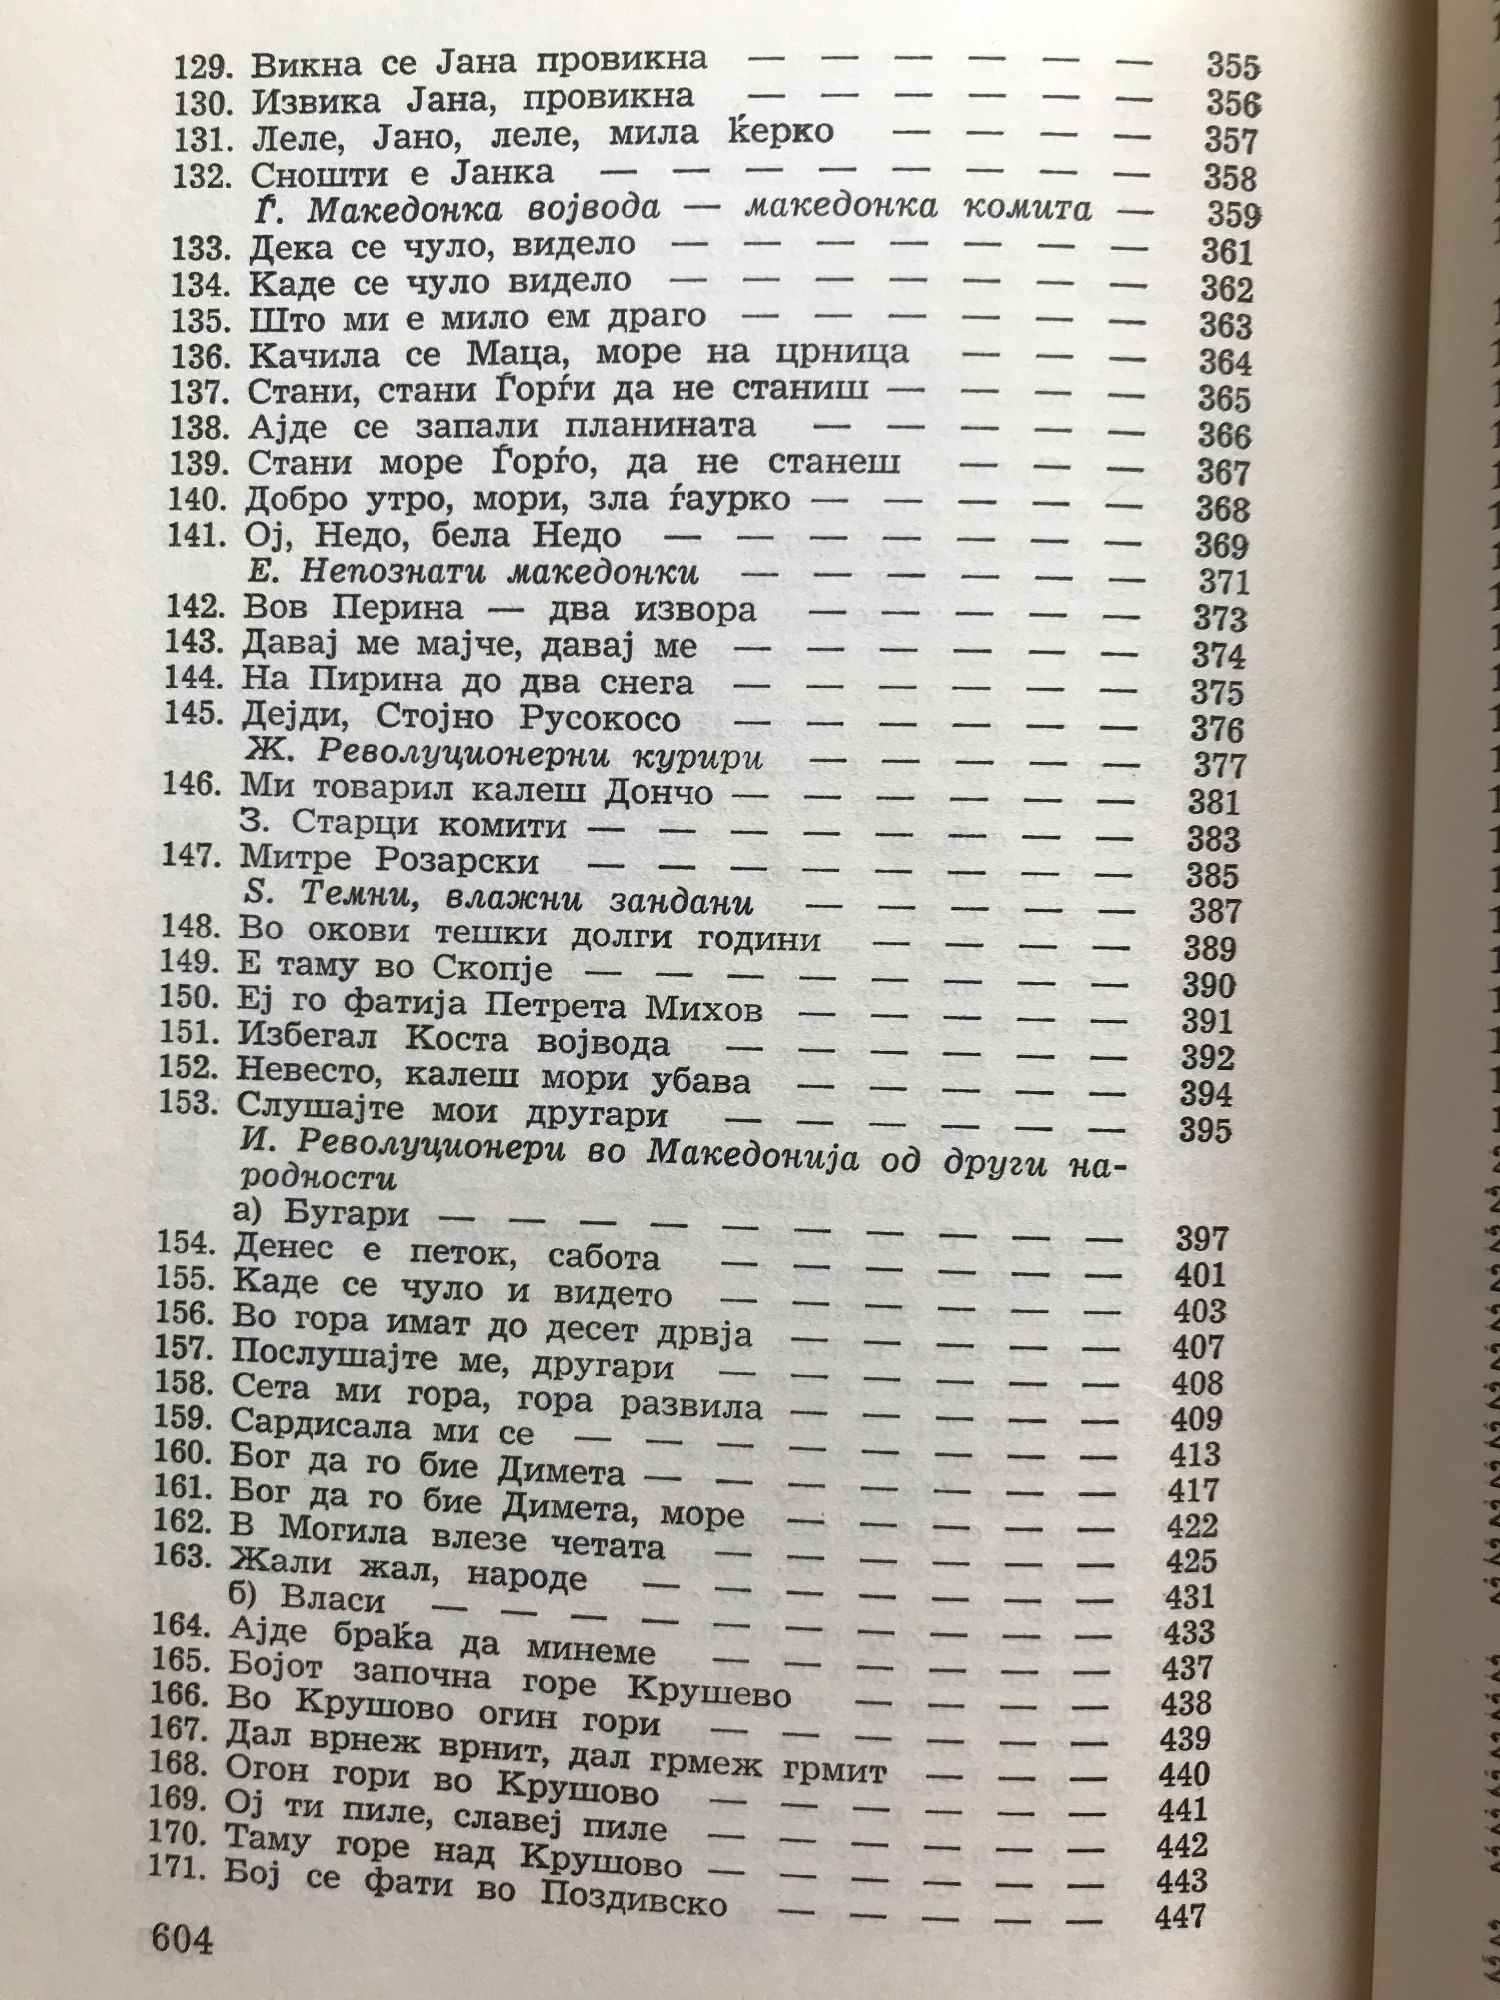 129. Викна се Јана провикна — — — — — — 355
130. Извика Јана, провикна — — — — — — 356
131. Леле, Јано, леле, мила ќерко — — — — 357
132. Сношти е Јанка — — — — — — — — 358
Ѓ. Македонка војвода — македонка комита — 359
133. Дека се чуло, видело — — — — — — — 361
134. Каде се чуло видело — — — — — — — 362
135. Што ми е мило ем драго — — — — — — 363
136. Качила се Маца, море на црница — — — 364
137. Стани, стани Ѓорѓи да не станиш — — — — 365
138. Ајде се запали планината — — — — — 366
139. Стани море Ѓорѓо, да не станеш — — — 367
140. Добро утро, мори, зла ѓаурко — — — — — 368
141. Ој, Недо, бела Недо — — — — — — — 369
Е. Непознати македонки — — — — — — 371
142. Вов Перина — два извора — — — — — 373
143. Давај ме мајче, давај ме — — — — — — 374
144. На Пирина до два снега — — — — — — 375
145. Дејди, Стојно Русокосо — — — — — — 376
Ж. Револуционерни курири — — — — — 377
146. Ми товарил калеш Дончо — — — — — — 381
З. Старци комити — — — — — — — — 383
147. Митре Розарски — — — — — — — — 385
Ѕ. Темни, влажни зандани — — — — — 387
148. Во окови тешки долги години — — — — 389
149. Е таму во Скопје — — — — — — — — 390
150. Еј го фатија Петрета Михов — — — — — 391
151. Избегал Коста војвода — — — — — — 392
152. Невесто, калеш мори убава — — — — — 394
153. Слушајте мои другари — — — — — — 395
И. Револуционери во Македонија од други на-
родности
а) Бугари — — — — — — — — — — 397
154. Денес е петок, сабота — — — — — — 401
155. Каде се чуло и видето — — — — — — 403
156. Во гора имат до десет дрвја — — — — — 407
157. Послушајте ме, другари — — — — — — 408
158. Сета ми гора, гора развила — — — — — 409
159. Сардисала ми се — — — — — — — — 413
160. Бог да го бие Димета — — — — — — — 417
161. Бог да го бие Димета, море — — — — — 422
162. В Могила влезе четата — — — — — — 425
163. Жали жал, народе — — — — — — — 431
б) Власи — — — — — — — — — — 433
164. Ајде браќа да минеме — — — — — — 437
165. Бојот започна горе Крушево — — — — 438
166. Во Крушово огин гори — — — — — — 439
167. Дал врнеж врнит, дал грмеж грмит — — — 440
168. Огон гори во Крушово — — — — — — 441
169. Ој ти пиле, славеј пиле — — — — — — 442
170. Таму горе над Крушово — — — — — — 443
171. Бој се фати во Поздивско — — — — — 447
604